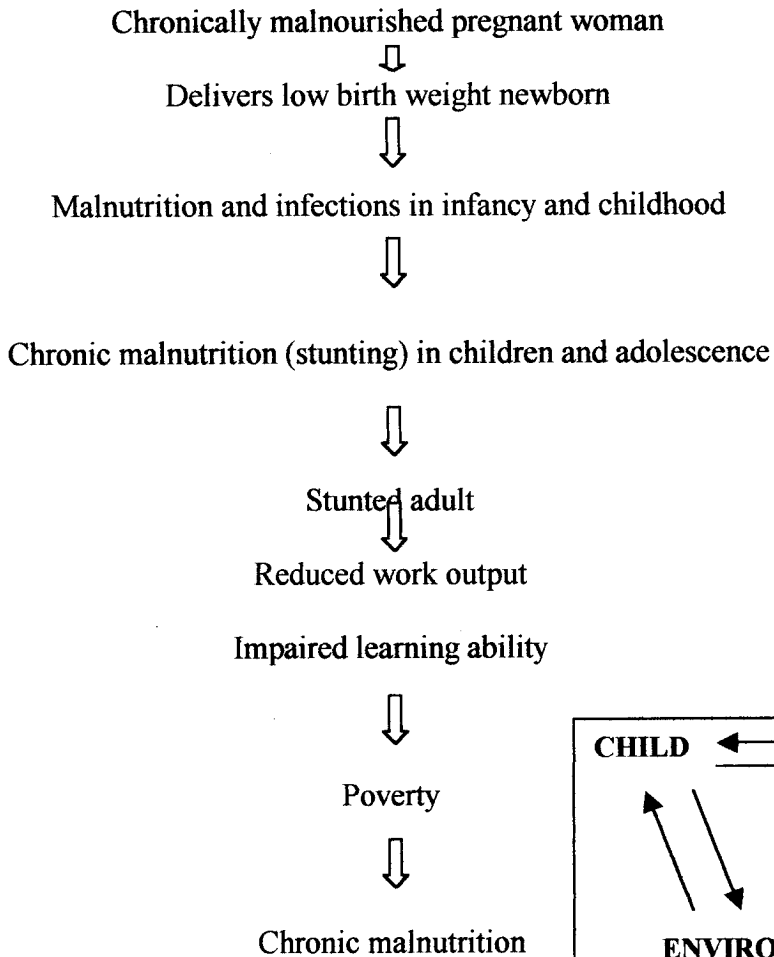 Chronically malnourished pregnant woman
Delivers low birth weight newborn
Malnutrition and infections in infancy and childhood
Chronic malnutrition (stunting) in children and adolescence
Stunted adult
Reduced work output
Impaired learning ability
CHILD
Poverty
Chronic malnutrition